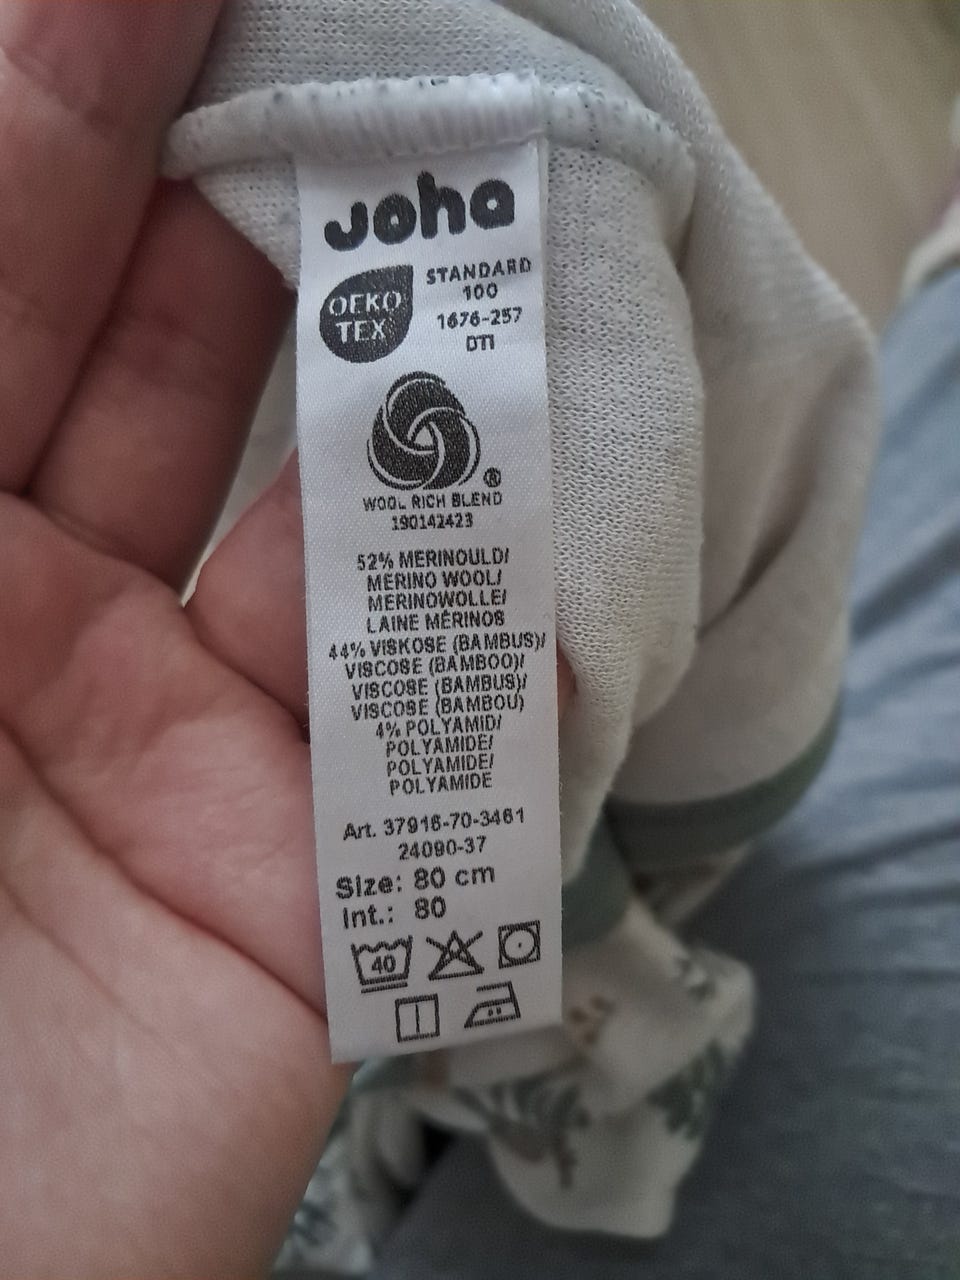 Joha
OEKO
TEX
STANDARD
100
1676-257
DTI
®
WOOL RICH BLEND
190142423
52% MERINOULD/
MERINO WOOL/
MERINOWOLLE/
LAINE MÉRINOS
44% VISKOSE (BAMBUS)/
VISCOSE (BAMBOO)/
VISCOSE (BAMBUS)/
VISCOSE (BAMBOU)
4% POLYAMID/
POLYAMIDE/
POLYAMIDE/
POLYAMIDE
Art. 37916-70-3461
24090-37
Size: 80 cm
Int.: 80
40